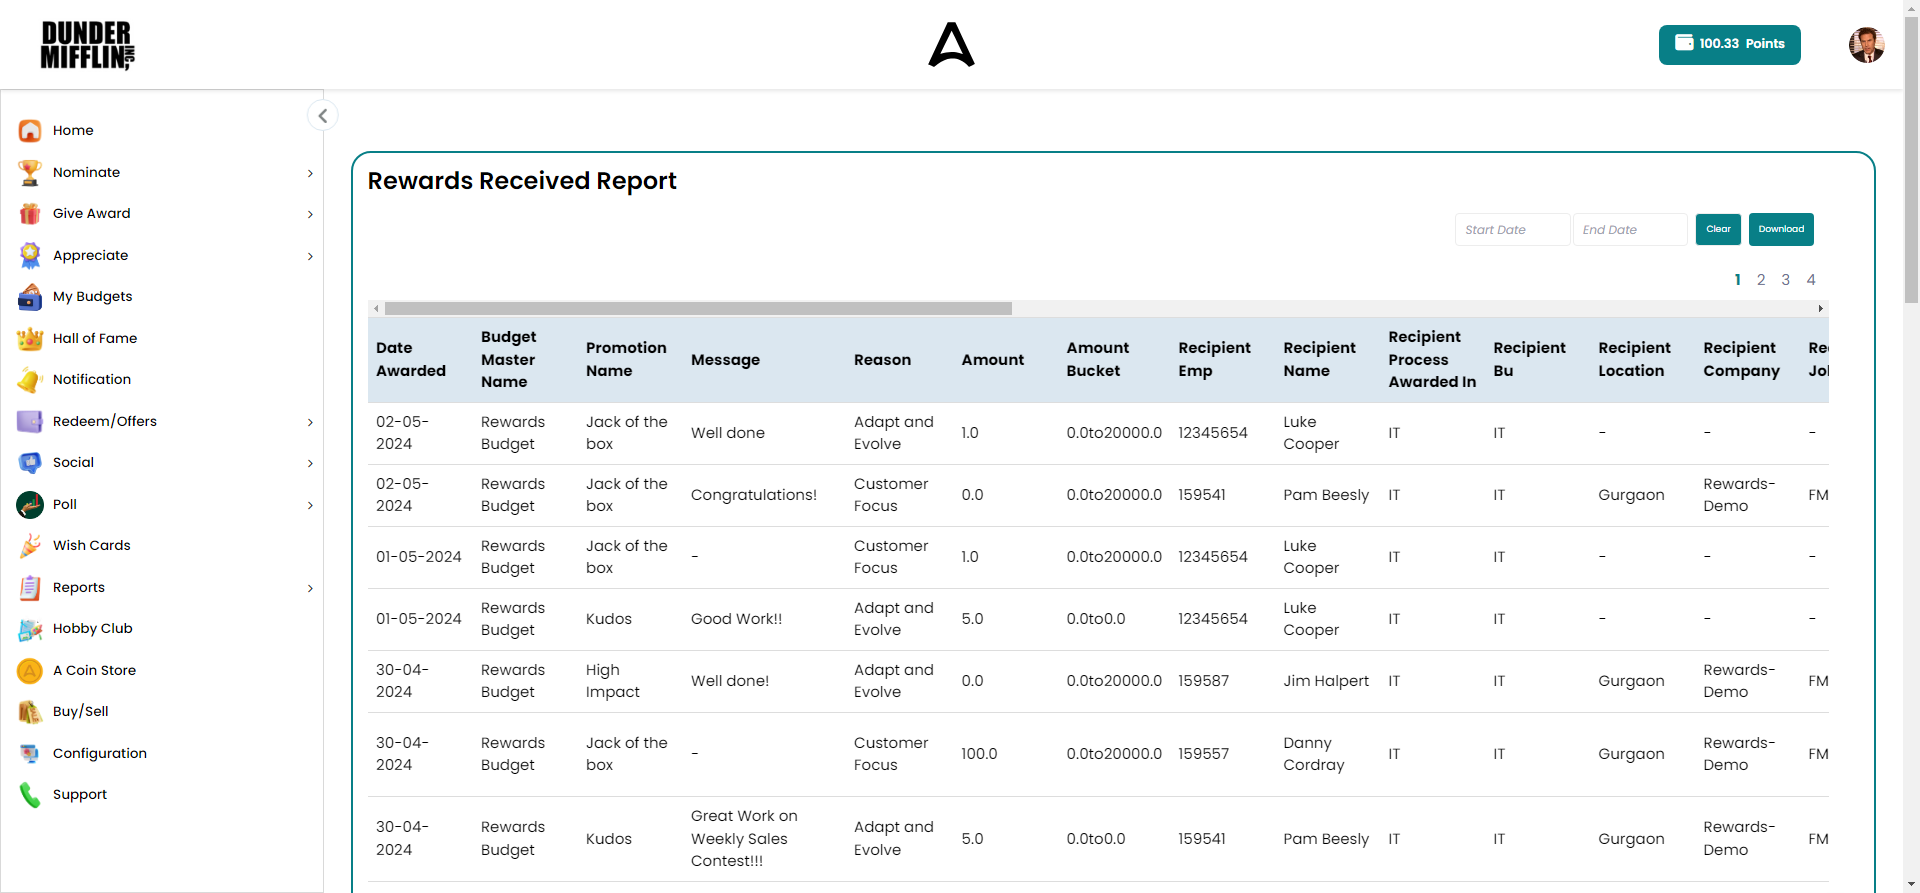 DUNDER
MIFFLIN, INC
100.33 Points
Home
Nominate
Give Award
Appreciate
My Budgets
Hall of Fame
Notification
Redeem/Offers
Social
Poll
Wish Cards
Reports
Hobby Club
A Coin Store
Buy/Sell
Configuration
Support
Rewards Received Report
Start Date End Date Clear Download
1 2 3 4
Date Awarded Budget Master Name Promotion Name Message Reason Amount Amount Bucket Recipient Emp Recipient Name Recipient Process Awarded In Recipient Bu Recipient Location Recipient Company
02-05-2024 Rewards Budget Jack of the box Well done Adapt and Evolve 1.0 0.0to20000.0 12345654 Luke Cooper IT IT - - -
02-05-2024 Rewards Budget Jack of the box Congratulations! Customer Focus 0.0 0.0to20000.0 159541 Pam Beesly IT IT Gurgaon Rewards-Demo FM
01-05-2024 Rewards Budget Jack of the box - Customer Focus 1.0 0.0to20000.0 12345654 Luke Cooper IT IT - - -
01-05-2024 Rewards Budget Kudos Good Work!! Adapt and Evolve 5.0 0.0to0.0 12345654 Luke Cooper IT IT - - -
30-04-2024 Rewards Budget High Impact Well done! Adapt and Evolve 0.0 0.0to20000.0 159587 Jim Halpert IT IT Gurgaon Rewards-Demo FM
30-04-2024 Rewards Budget Jack of the box - Customer Focus 100.0 0.0to20000.0 159557 Danny Cordray IT IT Gurgaon Rewards-Demo FM
30-04-2024 Rewards Budget Kudos Great Work on Weekly Sales Contest!!! Adapt and Evolve 5.0 0.0to0.0 159541 Pam Beesly IT IT Gurgaon Rewards-Demo FM